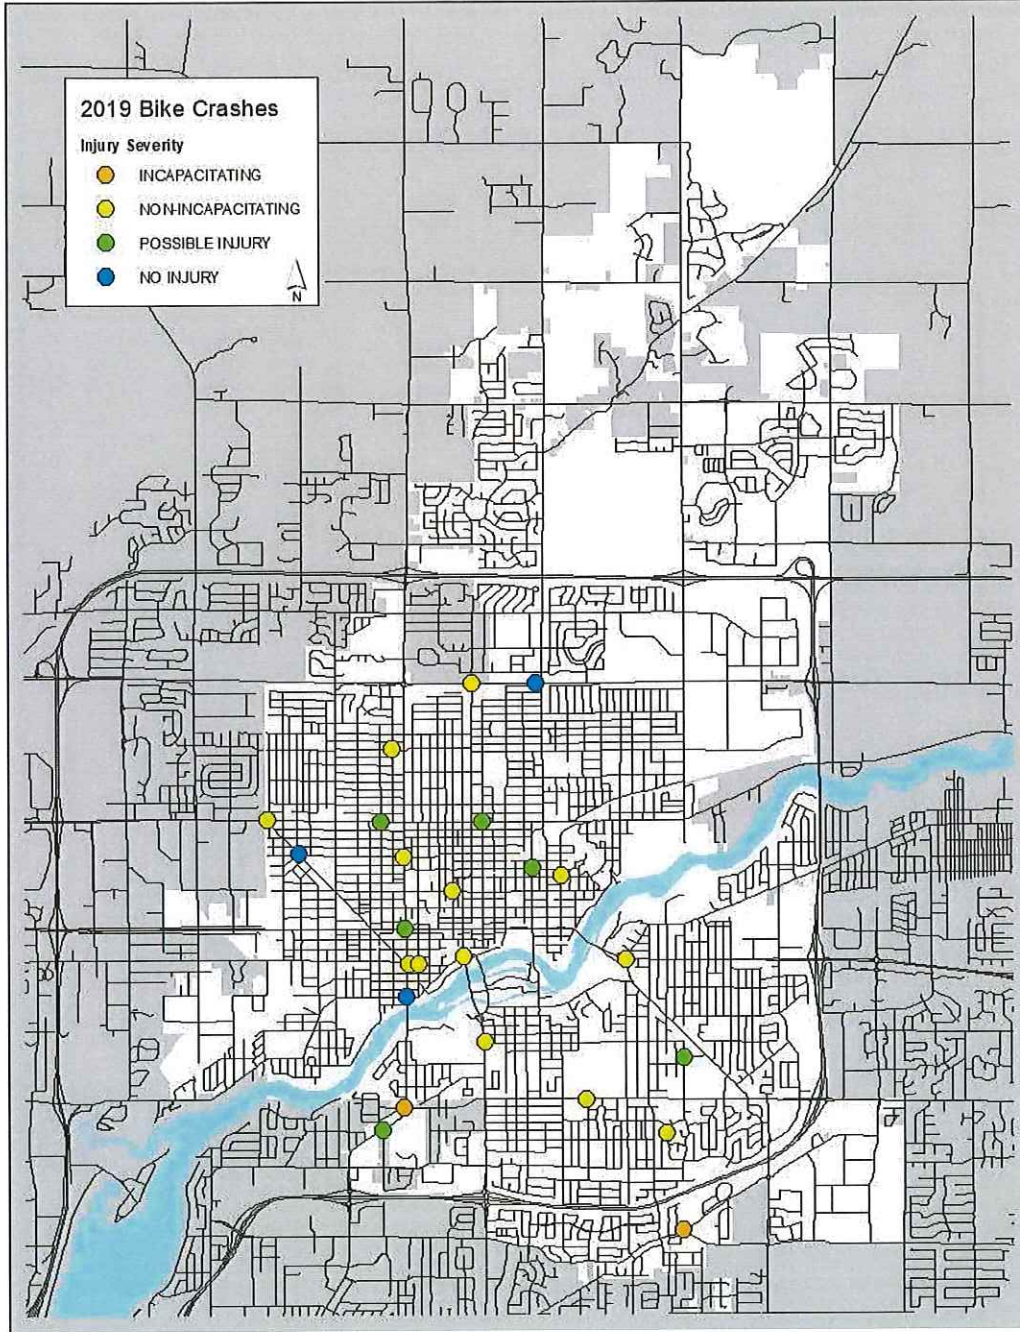 2019 Bike Crashes
Injury Severity
INCAPACITATING
NON-INCAPACITATING
POSSIBLE INJURY
NO INJURY
N